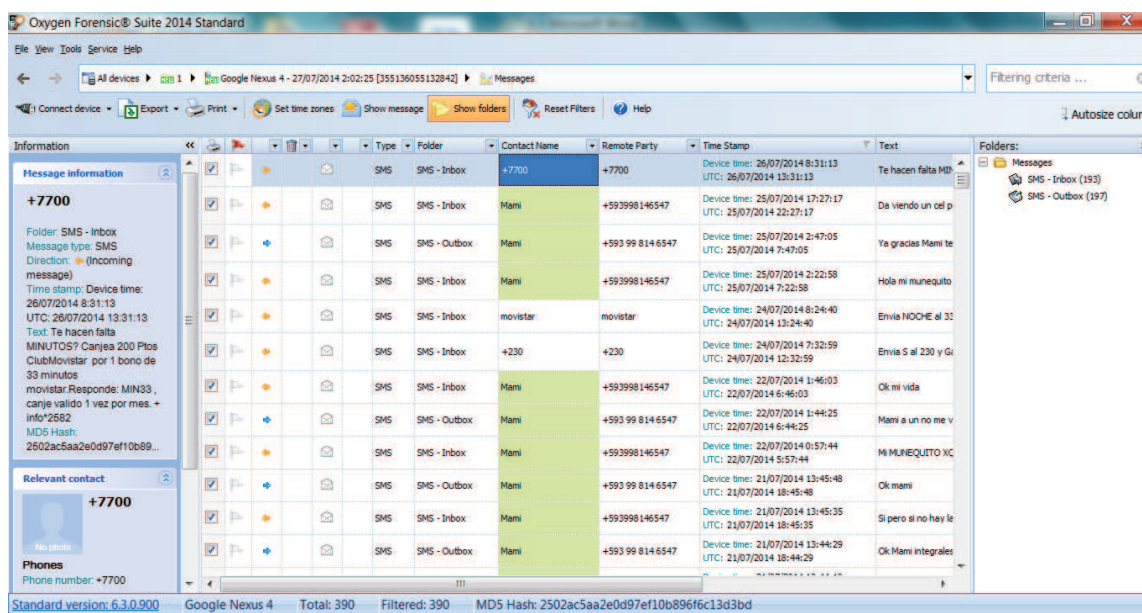 Oxygen Forensic® Suite 2014 Standard
File View Tools Service Help
All devices 1 Google Nexus 4 - 27/07/2014 2:02:25 [355136055132842] Messages
Filtering criteria ...
Connect device Export Print Set time zones Show message Show folders Reset Filters Help
Autosize colur
Information
Type Folder Contact Name Remote Party Time Stamp Text
Folders:
Message information
+7700
Folder: SMS - Inbox
Message type: SMS
Direction: (Incoming
message)
Time stamp: Device time:
26/07/2014 8:31:13
UTC: 26/07/2014 13:31:13
Text: Te hacen falta
MINUTOS? Canjea 200 Ptos
ClubMovistar por 1 bono de
33 minutos
movistar.Responde: MIN33 ,
canje valido 1 vez por mes. +
info*2582
MD5 Hash:
2502ac5aa2e0d97ef10b89...
Relevant contact
+7700
No photo
Phones
Phone number: +7700
SMS SMS - Inbox +7700 +7700 Device time: 26/07/2014 8:31:13 Te hacen falta MIN
UTC: 26/07/2014 13:31:13
SMS SMS - Inbox Mami +593998146547 Device time: 25/07/2014 17:27:17 Da viendo un cel p
UTC: 25/07/2014 22:27:17
SMS SMS - Outbox Mami +593 99 814 6547 Device time: 25/07/2014 2:47:05 Ya gracias Mami te
UTC: 25/07/2014 7:47:05
SMS SMS - Inbox Mami +593998146547 Device time: 25/07/2014 2:22:58 Hola mi munequito
UTC: 25/07/2014 7:22:58
SMS SMS - Inbox movistar movistar Device time: 24/07/2014 8:24:40 Envia NOCHE al 33
UTC: 24/07/2014 13:24:40
SMS SMS - Inbox +230 +230 Device time: 24/07/2014 7:32:59 Envia S al 230 y Ga
UTC: 24/07/2014 12:32:59
SMS SMS - Inbox Mami +593998146547 Device time: 22/07/2014 1:46:03 Ok mi vida
UTC: 22/07/2014 6:46:03
SMS SMS - Outbox Mami +593 99 814 6547 Device time: 22/07/2014 1:44:25 Mami a un no me v
UTC: 22/07/2014 6:44:25
SMS SMS - Inbox Mami +593998146547 Device time: 22/07/2014 0:57:44 Mi MUNEQUITO XQ
UTC: 22/07/2014 5:57:44
SMS SMS - Outbox Mami +593 99 814 6547 Device time: 21/07/2014 13:45:48 Ok mami
UTC: 21/07/2014 18:45:48
SMS SMS - Inbox Mami +593998146547 Device time: 21/07/2014 13:45:35 Si pero si no hay la
UTC: 21/07/2014 18:45:35
SMS SMS - Outbox Mami +593 99 814 6547 Device time: 21/07/2014 13:44:29 Ok Mami integrales
UTC: 21/07/2014 18:44:29
Messages
SMS - Inbox (193)
SMS - Outbox (197)
Standard version: 6.3.0.900 Google Nexus 4 Total: 390 Filtered: 390 MD5 Hash: 2502ac5aa2e0d97ef10b896f6c13d3bd